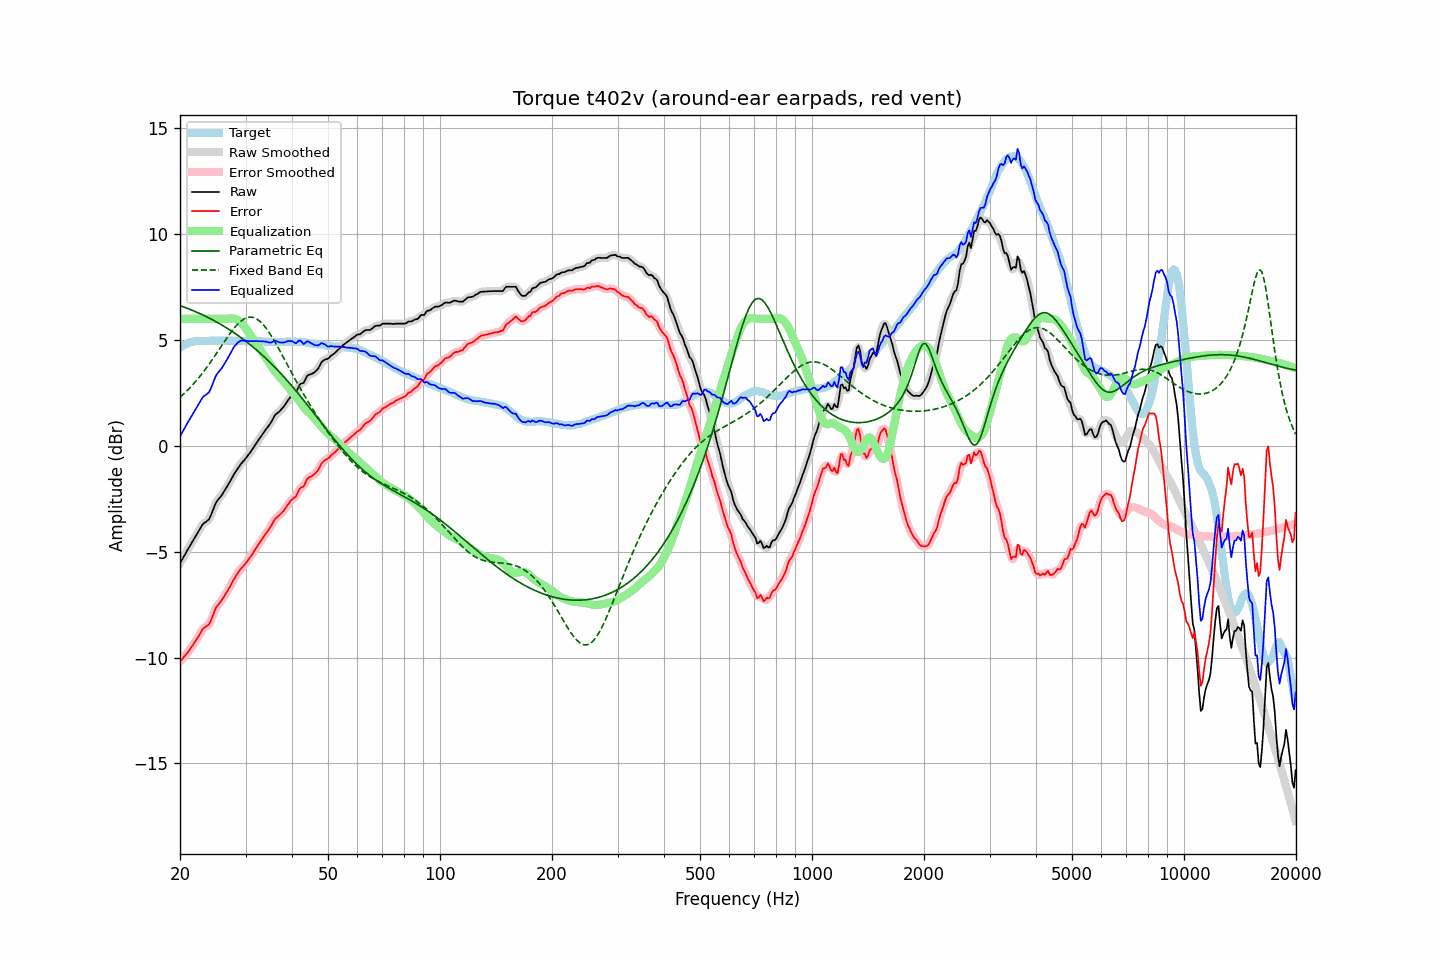 Torque t402v (around-ear earpads, red vent)
Target
Raw Smoothed
Error Smoothed
Raw
Error
Equalization
Parametric Eq
Fixed Band Eq
Equalized
15
10
5
0
−5
−10
−15
Amplitude (dBr)
20 50 100 200 500 1000 2000 5000 10000 20000
Frequency (Hz)